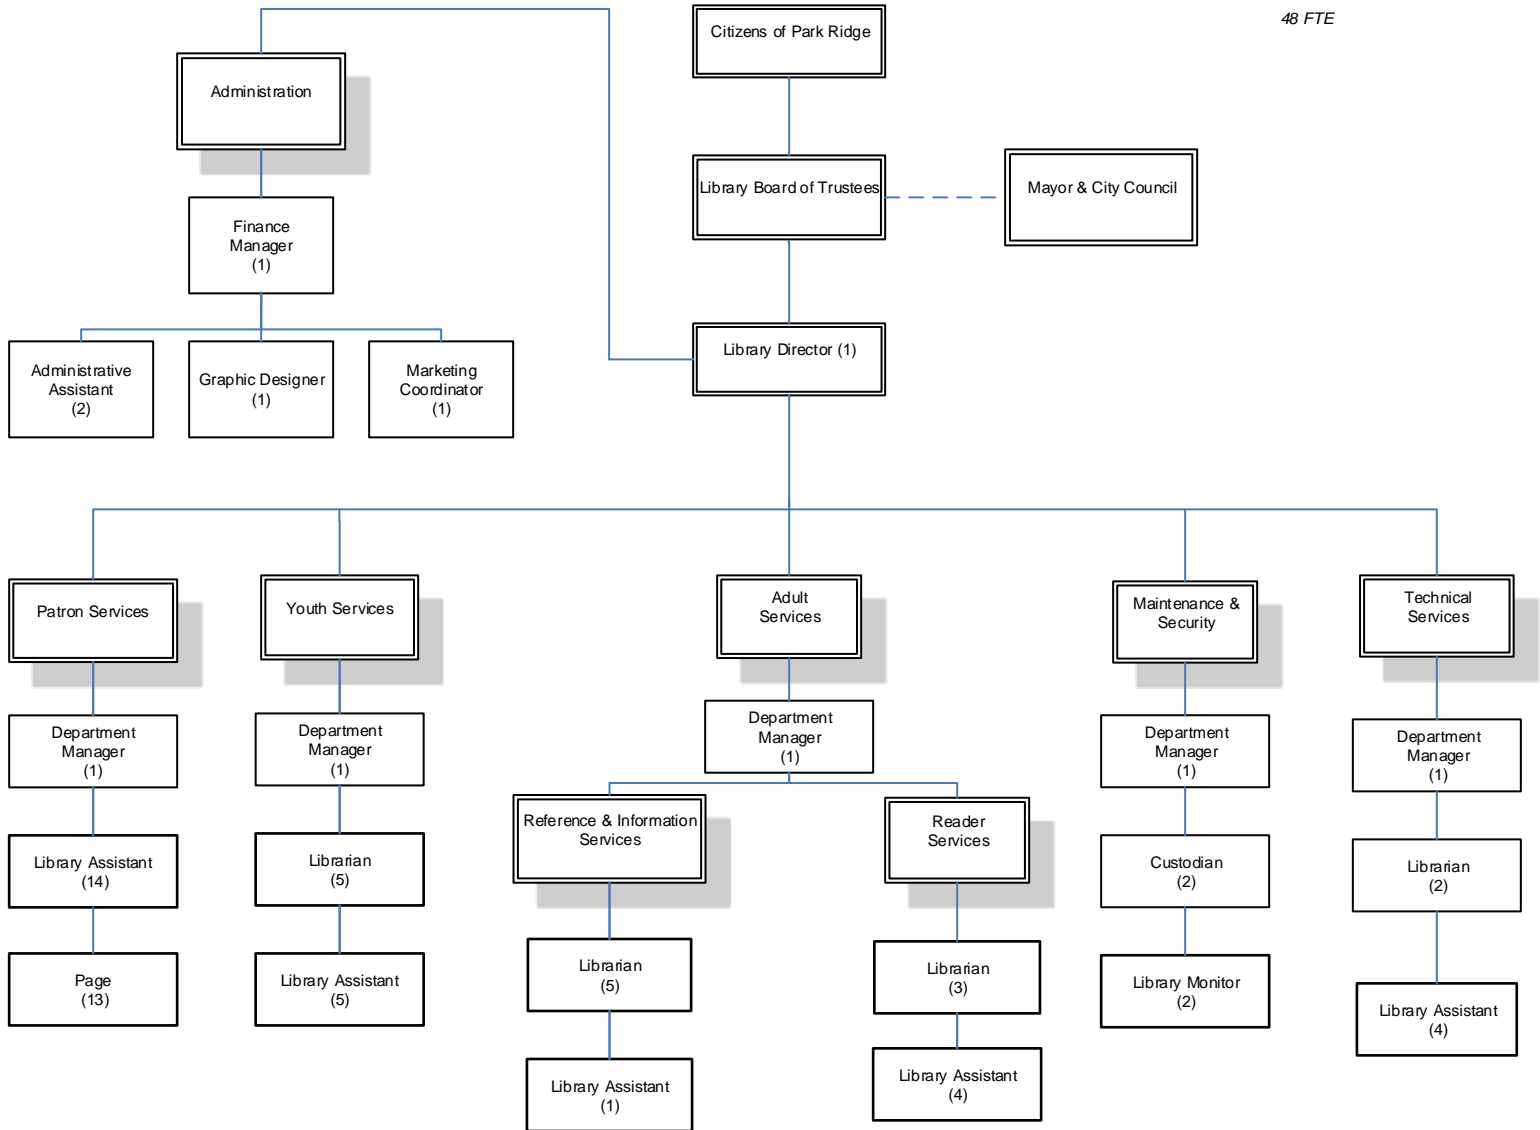 48 FTE
Citizens of Park Ridge
Administration
Library Board of Trustees
Mayor & City Council
Finance
Manager
(1)
Library Director (1)
Administrative
Assistant
(2)
Graphic Designer
(1)
Marketing
Coordinator
(1)
Patron Services
Department
Manager
(1)
Library Assistant
(14)
Page
(13)
Youth Services
Department
Manager
(1)
Librarian
(5)
Library Assistant
(5)
Adult
Services
Department
Manager
(1)
Reference & Information
Services
Librarian
(5)
Library Assistant
(1)
Reader
Services
Librarian
(3)
Library Assistant
(4)
Maintenance &
Security
Department
Manager
(1)
Custodian
(2)
Library Monitor
(2)
Technical
Services
Department
Manager
(1)
Librarian
(2)
Library Assistant
(4)